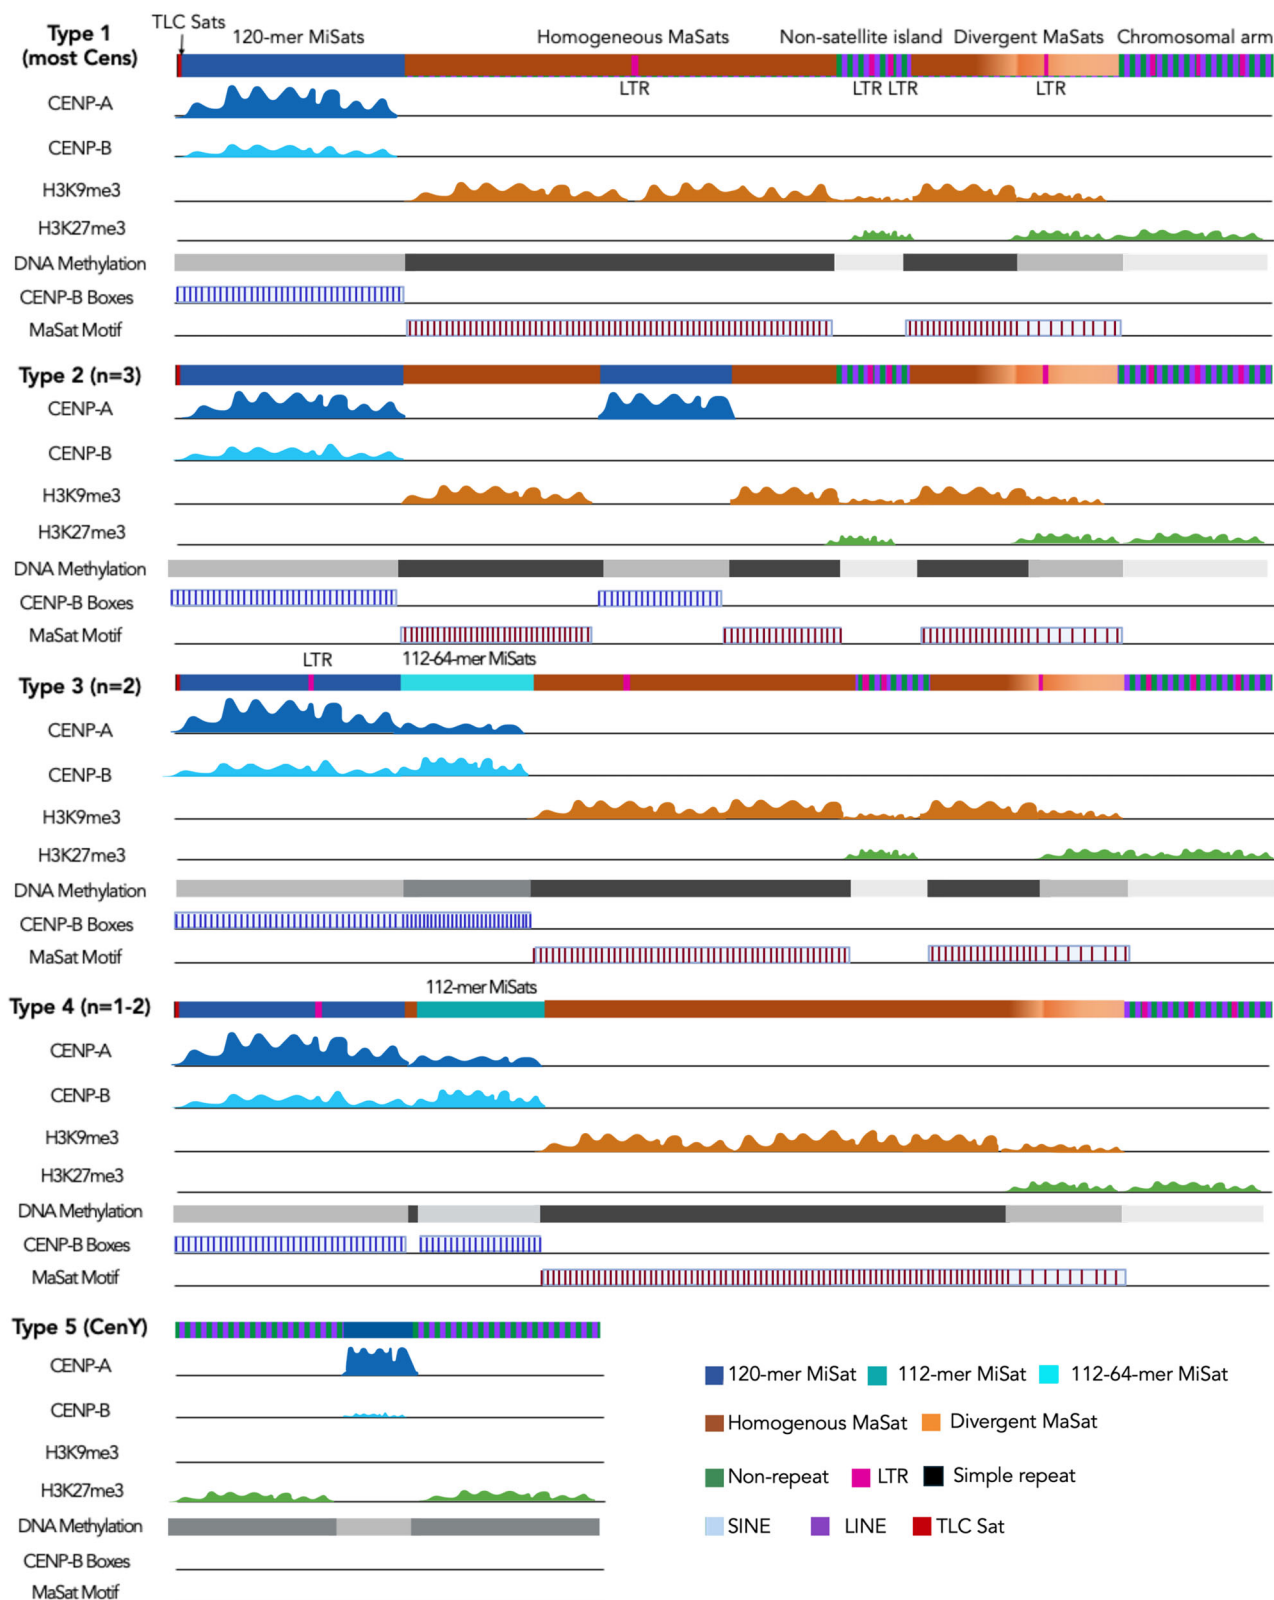 TLC Sats
Type 1
(most Cens)
120-mer MiSats Homogeneous MaSats Non-satellite island Divergent MaSats Chromosomal arm
LTR LTR LTR LTR
CENP-A
CENP-B
H3K9me3
H3K27me3
DNA Methylation
CENP-B Boxes
MaSat Motif
Type 2 (n=3)
CENP-A
CENP-B
H3K9me3
H3K27me3
DNA Methylation
CENP-B Boxes
MaSat Motif
LTR 112-64-mer MiSats
Type 3 (n=2)
CENP-A
CENP-B
H3K9me3
H3K27me3
DNA Methylation
CENP-B Boxes
MaSat Motif
112-mer MiSats
Type 4 (n=1-2)
CENP-A
CENP-B
H3K9me3
H3K27me3
DNA Methylation
CENP-B Boxes
MaSat Motif
Type 5 (CenY)
CENP-A
CENP-B
H3K9me3
H3K27me3
DNA Methylation
CENP-B Boxes
MaSat Motif
120-mer MiSat 112-mer MiSat 112-64-mer MiSat
Homogenous MaSat Divergent MaSat
Non-repeat LTR Simple repeat
SINE LINE TLC Sat